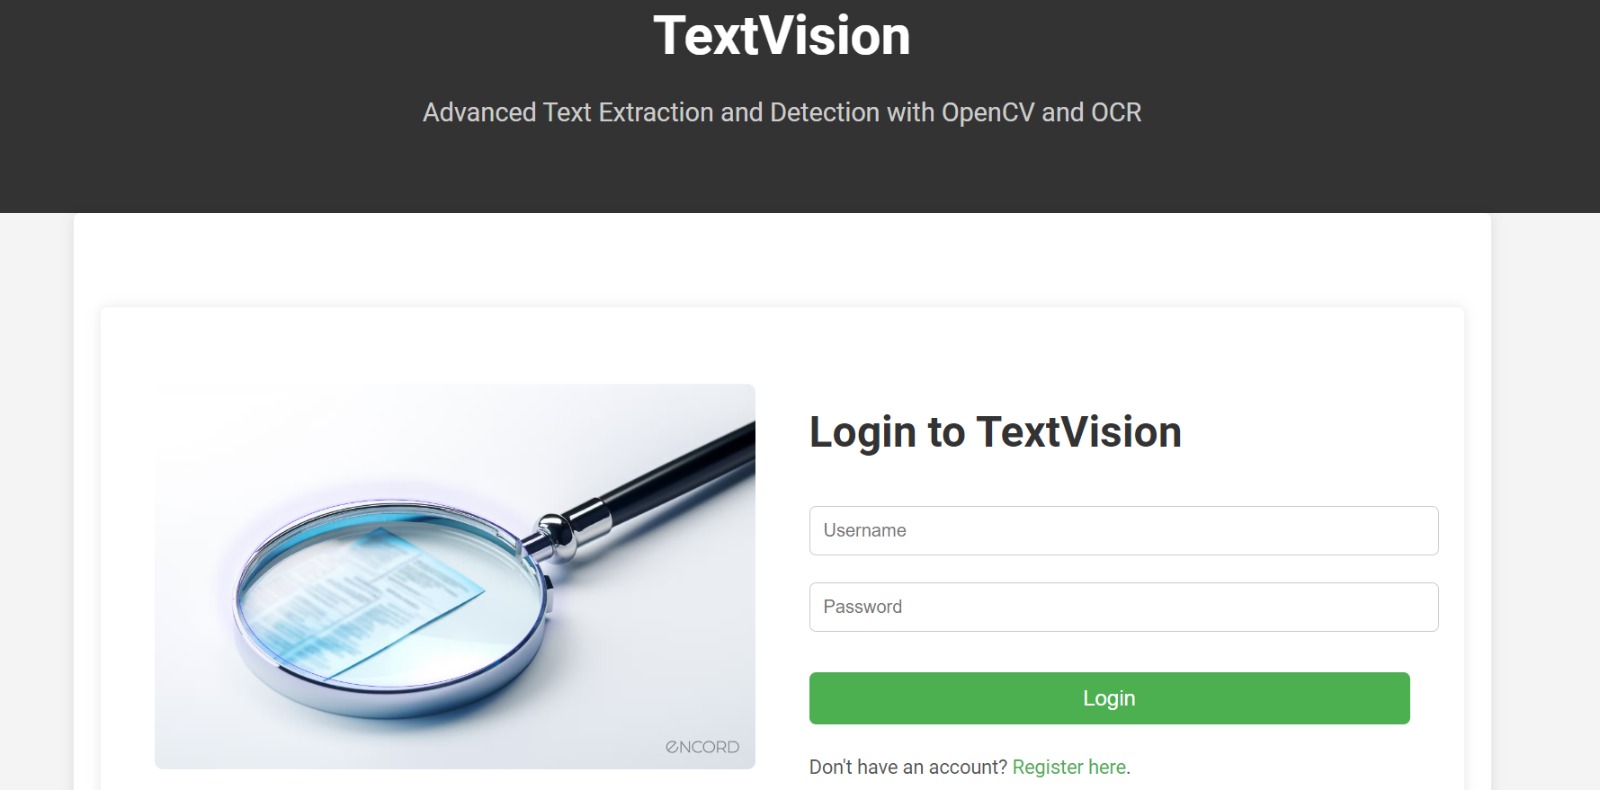 TextVision
Advanced Text Extraction and Detection with OpenCV and OCR
Login to TextVision
Username
Password
Login
Don't have an account? Register here.
ENCORD